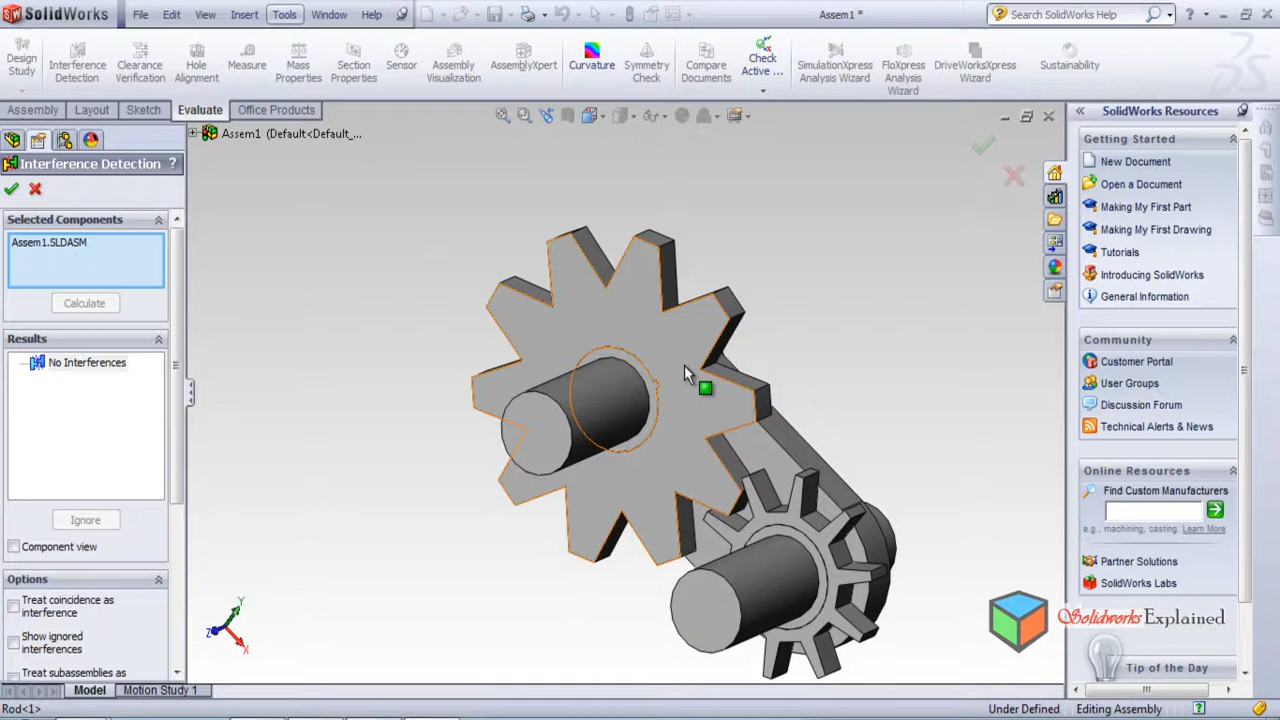 SolidWorks
File Edit View Insert Tools Window Help
Assem1 *
Search SolidWorks Help
Design Study
Interference Detection
Clearance Verification
Hole Alignment
Measure
Mass Properties
Section Properties
Sensor
Assembly Visualization
AssemblyXpert
Curvature
Symmetry Check
Compare Documents
Check Active ...
SimulationXpress Analysis Wizard
FloXpress Analysis Wizard
DriveWorksXpress Wizard
Sustainability
Assembly Layout Sketch Evaluate Office Products
Interference Detection ?
Selected Components
Assem1.SLDASM
Calculate
Results
No Interferences
Ignore
Component view
Options
Treat coincidence as
interference
Show ignored
interferences
Treat subassemblies as
Assem1 (Default<Default_...
Y
Z
X
SolidWorks Resources
Getting Started
New Document
Open a Document
Making My First Part
Making My First Drawing
Tutorials
Introducing SolidWorks
General Information
Community
Customer Portal
User Groups
Discussion Forum
Technical Alerts & News
Online Resources
Find Custom Manufacturers
e.g., machining, casting. Learn More
Partner Solutions
SolidWorks Labs
Solidworks Explained
Tip of the Day
Model Motion Study 1
Rod<1>
Under Defined Editing Assembly